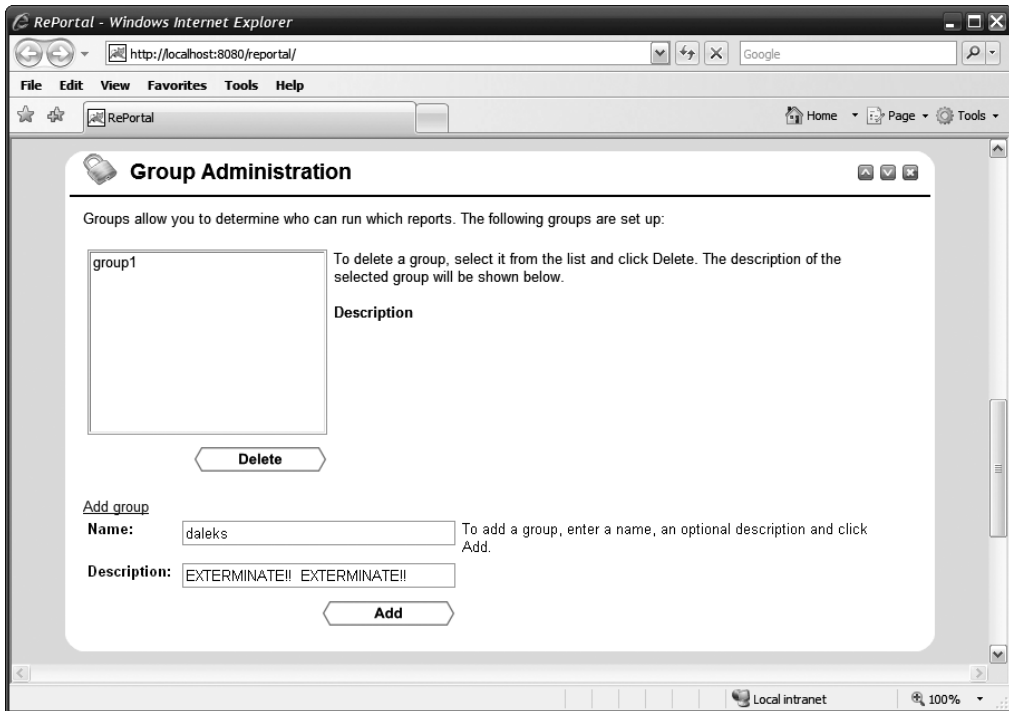 RePortal - Windows Internet Explorer
http://localhost:8080/reportal/
Google
File Edit View Favorites Tools Help
RePortal
Home Page Tools
Group Administration
Groups allow you to determine who can run which reports. The following groups are set up:
group1
To delete a group, select it from the list and click Delete. The description of the
selected group will be shown below.
Description
Delete
Add group
Name:
daleks
To add a group, enter a name, an optional description and click
Add.
Description:
EXTERMINATE!! EXTERMINATE!!
Add
Local intranet
100%